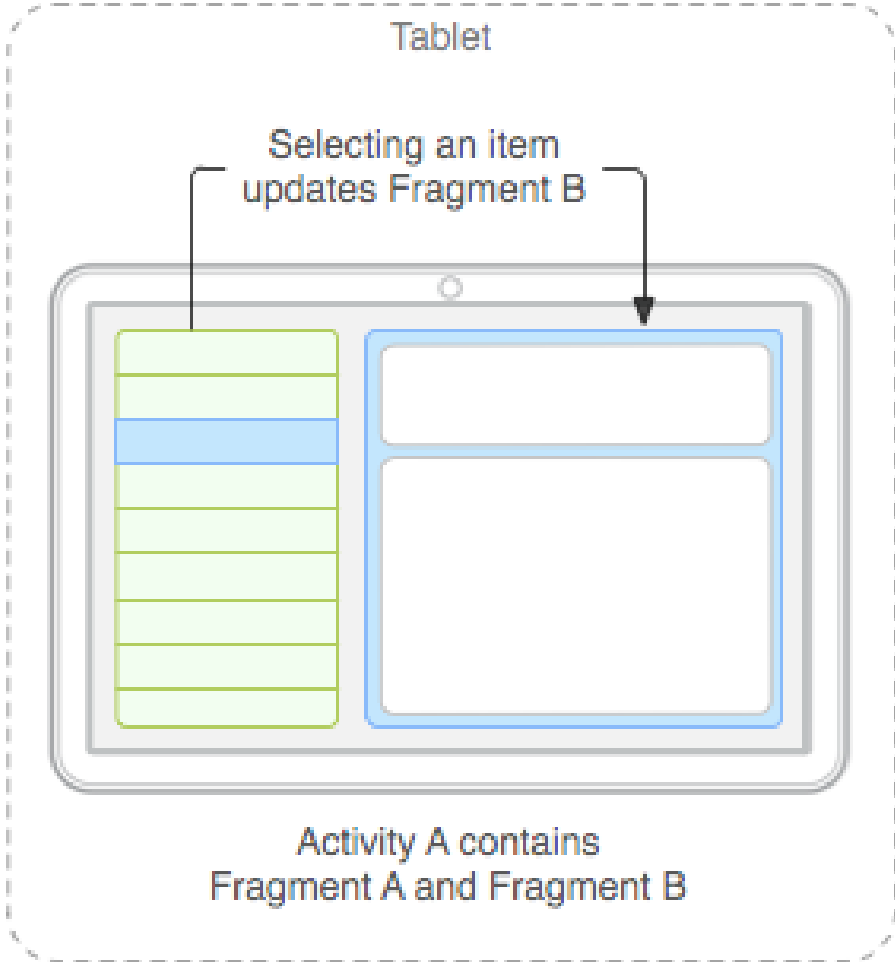 Tablet
Selecting an item
updates Fragment B
Activity A contains
Fragment A and Fragment B